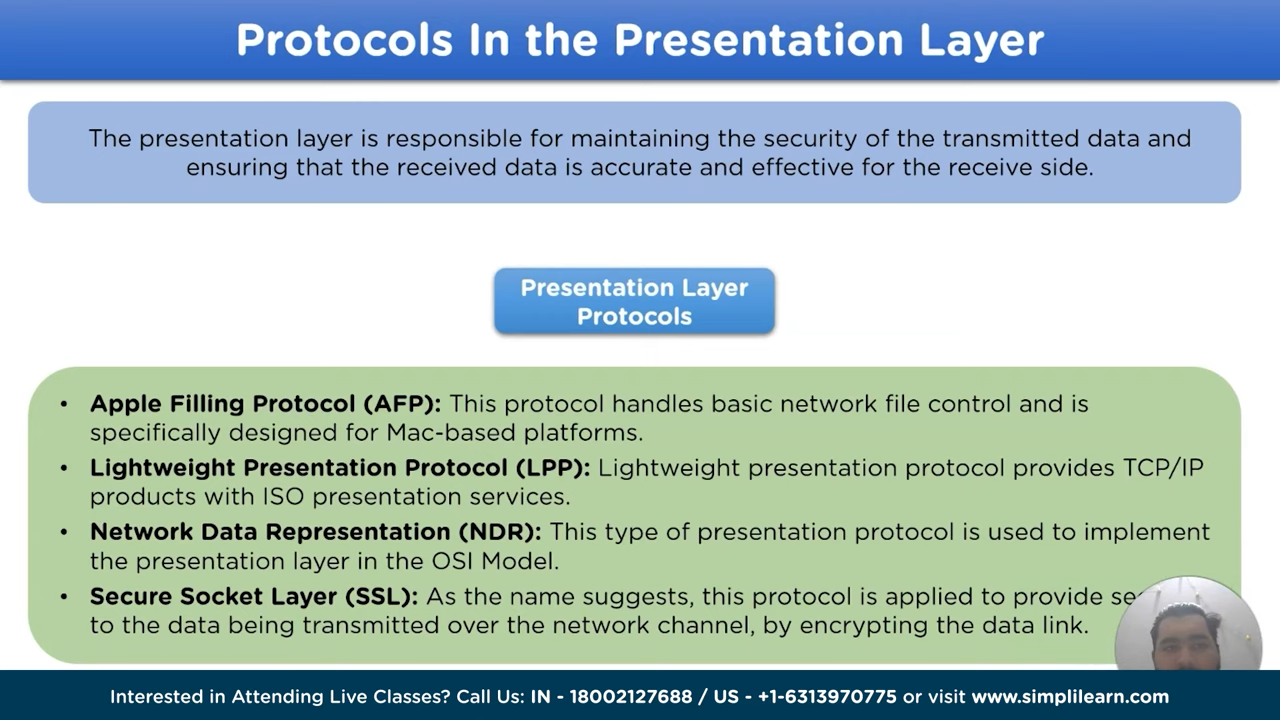 Protocols In the Presentation Layer
The presentation layer is responsible for maintaining the security of the transmitted data and
ensuring that the received data is accurate and effective for the receive side.
Presentation Layer
Protocols
• Apple Filling Protocol (AFP): This protocol handles basic network file control and is
specifically designed for Mac-based platforms.
• Lightweight Presentation Protocol (LPP): Lightweight presentation protocol provides TCP/IP
products with ISO presentation services.
• Network Data Representation (NDR): This type of presentation protocol is used to implement
the presentation layer in the OSI Model.
• Secure Socket Layer (SSL): As the name suggests, this protocol is applied to provide
to the data being transmitted over the network channel, by encrypting the data link.
Interested in Attending Live Classes? Call Us: IN - 18002127688 / US - +1-6313970775 or visit www.simplilearn.com